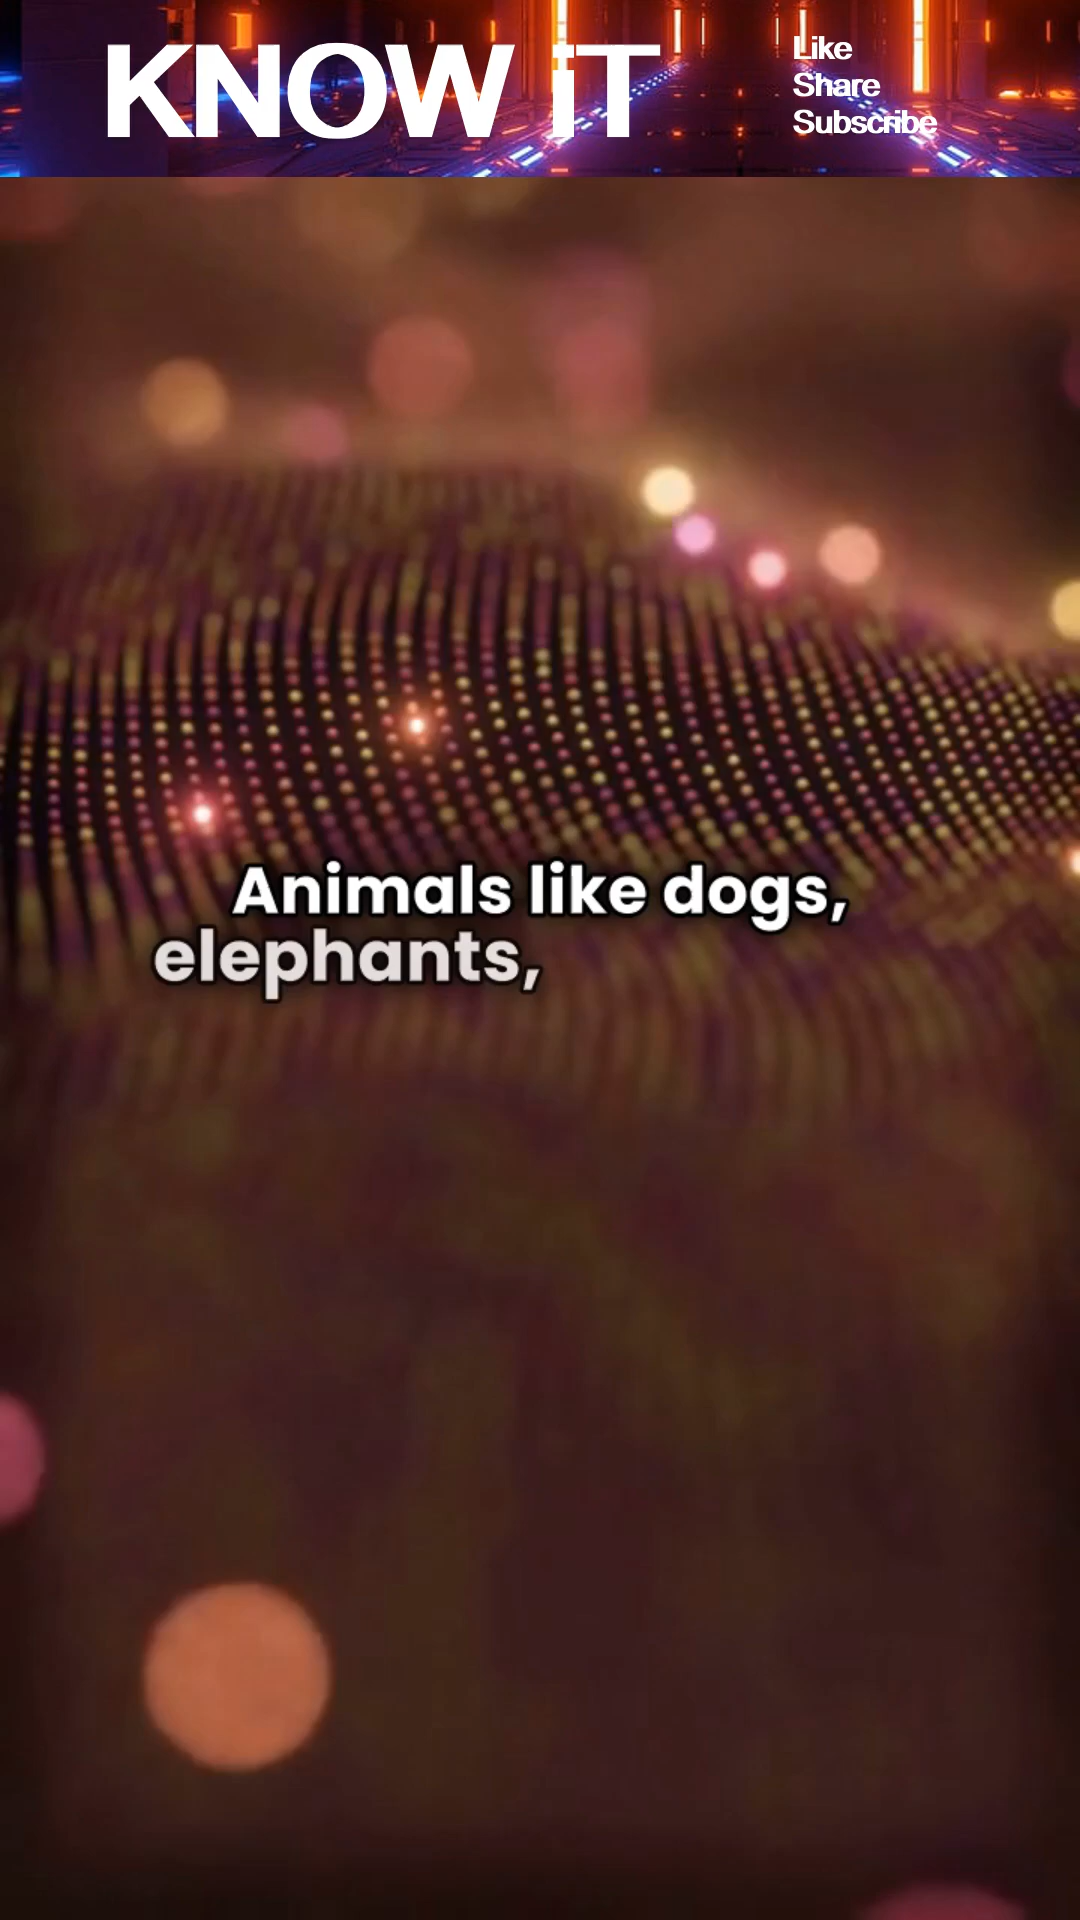 KNOW iT
Like
Share
Subscribe
Animals like dogs,
elephants,